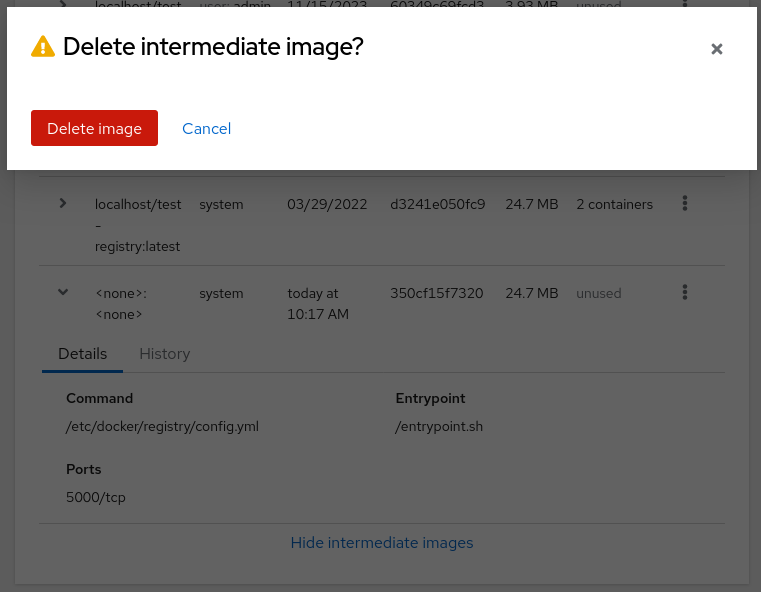 localhost/test user: admin 11/15/2023 60349c69fcd3 3.93 MB unused
Delete intermediate image?
Delete image Cancel
localhost/test system 03/29/2022 d3241e050fc9 24.7 MB 2 containers
-
registry:latest
<none>: system today at 350cf15f7320 24.7 MB unused
<none> 10:17 AM
Details History
Command Entrypoint
/etc/docker/registry/config.yml /entrypoint.sh
Ports
5000/tcp
Hide intermediate images